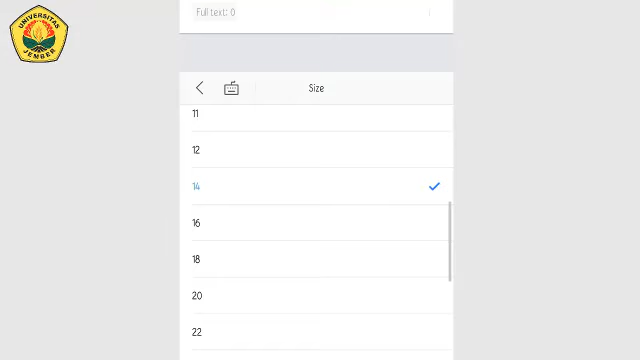 Full text: 0
UNIVERSITAS
JEMBER
Size
11
12
14
16
18
20
22